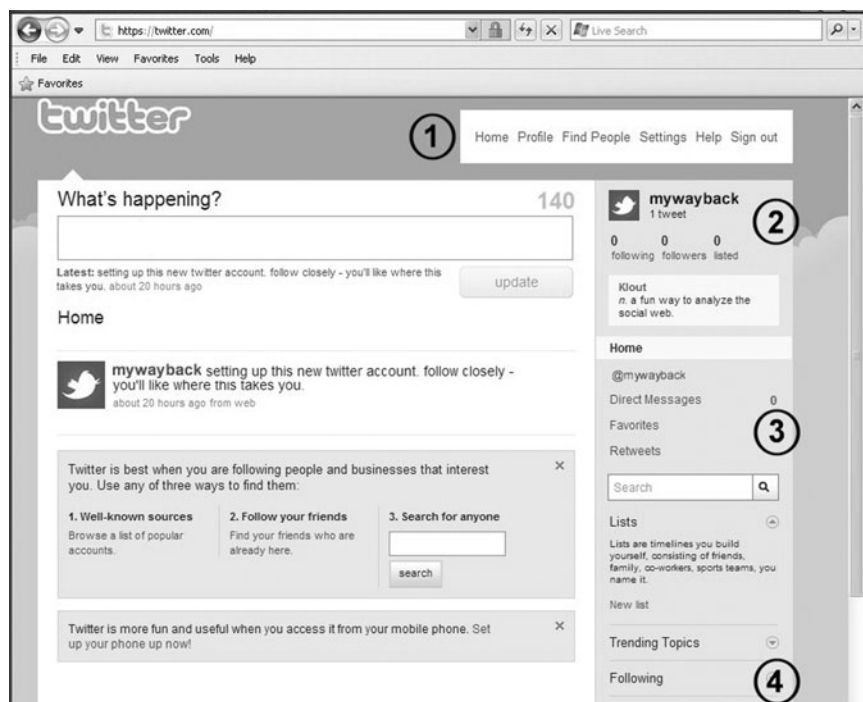 https://twitter.com/
Live Search
File Edit View Favorites Tools Help
Favorites
twitter
1
Home Profile Find People Settings Help Sign out
What's happening?
140
Latest: setting up this new twitter account. follow closely - you'll like where this
takes you. about 20 hours ago
update
Home
mywayback setting up this new twitter account. follow closely -
you'll like where this takes you.
about 20 hours ago from web
Twitter is best when you are following people and businesses that interest
you. Use any of three ways to find them:
1. Well-known sources
Browse a list of popular
accounts.
2. Follow your friends
Find your friends who are
already here.
3. Search for anyone
search
Twitter is more fun and useful when you access it from your mobile phone. Set
up your phone up now!
mywayback
1 tweet
2
0 0 0
following followers listed
Klout
n. a fun way to analyze the
social web.
Home
@mywayback
Direct Messages 0
Favorites
3
Retweets
Search
Lists
Lists are timelines you build
yourself, consisting of friends,
family, co-workers, sports teams, you
name it.
New list
Trending Topics
Following
4